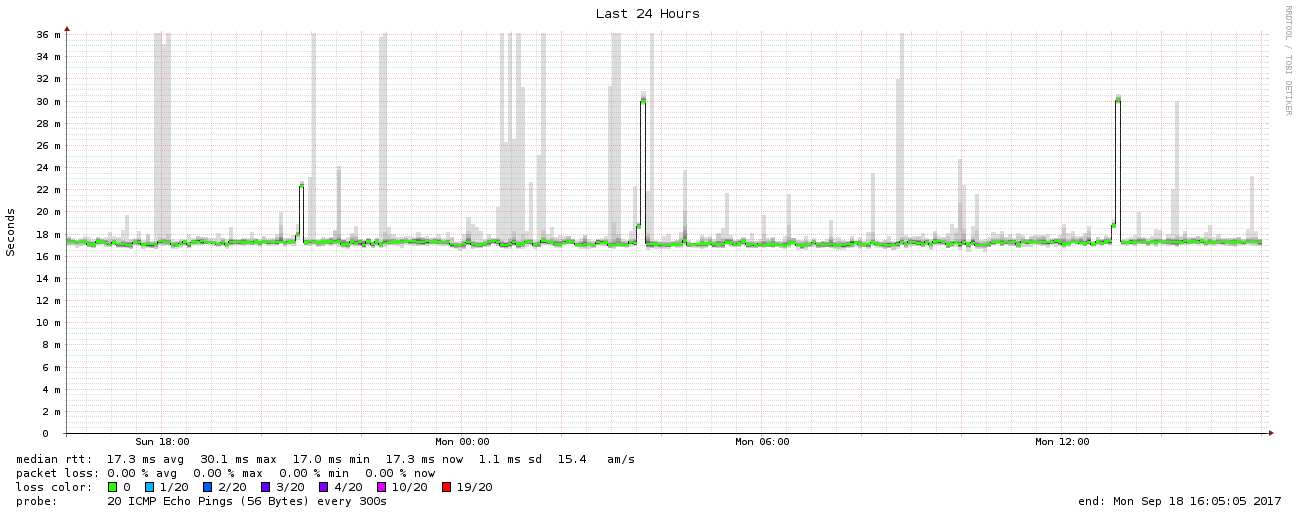 Last 24 Hours
RRDTOOL / TOBI OETIKER
Seconds
36 m
34 m
32 m
30 m
28 m
26 m
24 m
22 m
20 m
18 m
16 m
14 m
12 m
10 m
8 m
6 m
4 m
2 m
0
Sun 18:00 Mon 00:00 Mon 06:00 Mon 12:00
median rtt: 17.3 ms avg 30.1 ms max 17.0 ms min 17.3 ms now 1.1 ms sd 15.4 am/s
packet loss: 0.00 % avg 0.00 % max 0.00 % min 0.00 % now
loss color: 0 1/20 2/20 3/20 4/20 10/20 19/20
probe: 20 ICMP Echo Pings (56 Bytes) every 300s end: Mon Sep 18 16:05:05 2017